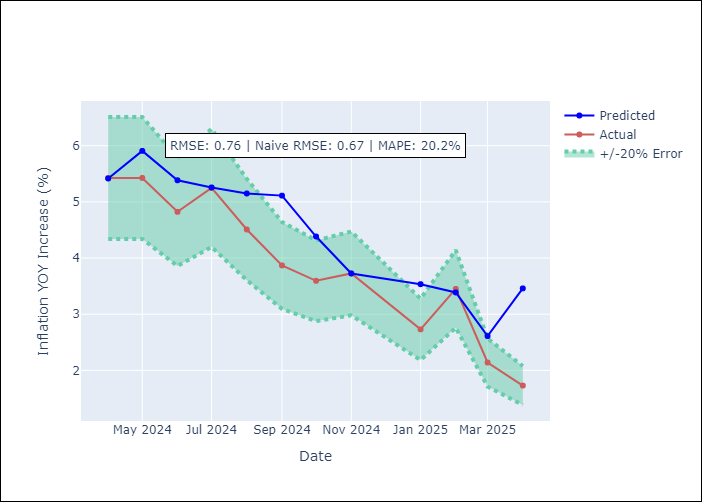 RMSE: 0.76 | Naive RMSE: 0.67 | MAPE: 20.2%
Predicted
Actual
+/-20% Error
Inflation YOY Increase (%)
6
5
4
3
2
May 2024
Jul 2024
Sep 2024
Nov 2024
Jan 2025
Mar 2025
Date